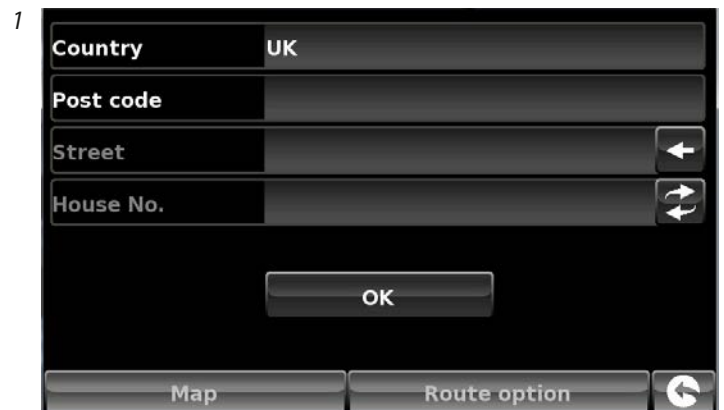 1
Country UK
Post code
Street
House No.
OK
Map Route option